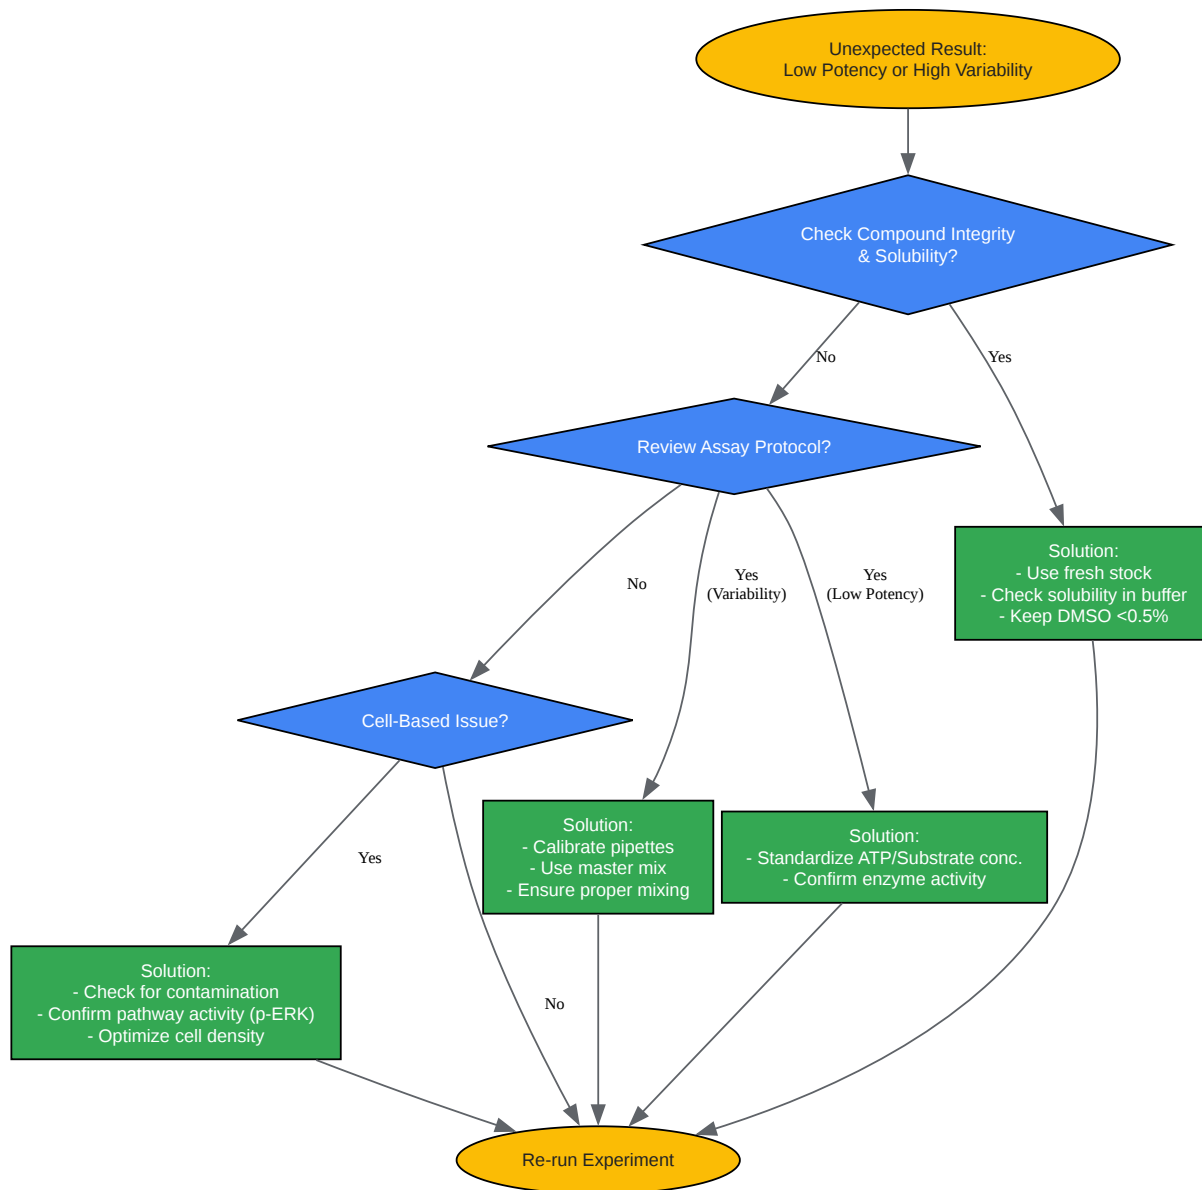 Unexpected Result:
Low Potency or High Variability
Check Compound Integrity
& Solubility?
No
Yes
Review Assay Protocol?
Solution:
- Use fresh stock
- Check solubility in buffer
- Keep DMSO <0.5%
No
Yes
(Variability)
Yes
(Low Potency)
Cell-Based Issue?
Solution:
- Calibrate pipettes
- Use master mix
- Ensure proper mixing
Solution:
- Standardize ATP/Substrate conc.
- Confirm enzyme activity
Yes
No
Solution:
- Check for contamination
- Confirm pathway activity (p-ERK)
- Optimize cell density
Re-run Experiment